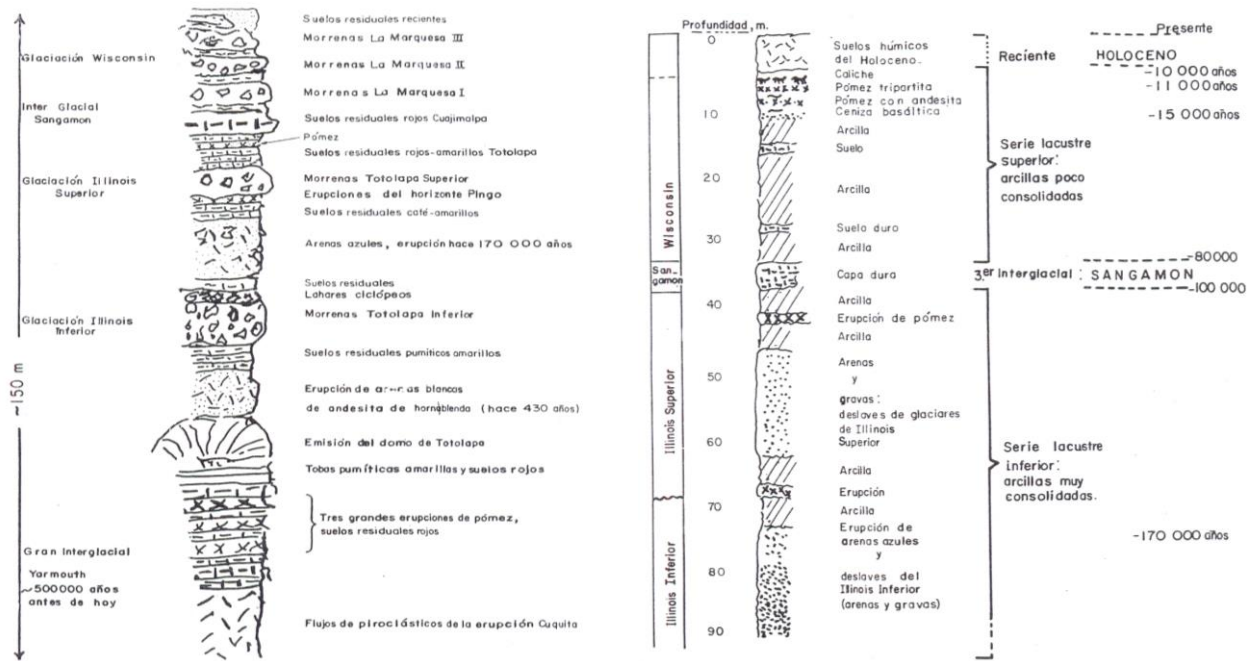 Glaciación Wisconsin
Inter Glacial
Sangamon
Glaciación Illinois
Superior
Glaciación Illinois
Inferior
~150 m
Gran Interglacial
Yarmouth
~500000 años
antes de hoy
Suelos residuales recientes
Morrenas La Marquesa III
Morrenas La Marquesa II
Morrenas La Marquesa I
Suelos residuales rojos Cuajimalpa
Pómez
Suelos residuales rojos-amarillos Totolapa
Morrenas Totolapa Superior
Erupciones del horizonte Pingo
Suelos residuales café-amarillos
Arenas azules, erupción hace 170 000 años
Suelos residuales
Lahares ciclópeos
Morrenas Totolapa Inferior
Suelos residuales pumíticos amarillos
Erupción de arenas blancas
de andesita de hornablenda (hace 430 años)
Emisión del domo de Totolapa
Tobas pumíticas amarillas y suelos rojos
Tres grandes erupciones de pómez,
suelos residuales rojos
Flujos de piroclásticos de la erupción Cuquita
Profundidad, m.
0
10
20
30
40
50
60
70
80
90
Wisconsin
San-
gamon
Illinois Superior
Illinois Inferior
Suelos húmicos
del Holoceno.
Caliche
Pómez tripartita
Pómez con andesita
Ceniza basáltica
Arcilla
Suelo
Arcilla
Suelo duro
Arcilla
Capa dura
Arcilla
Erupción de pómez
Arcilla
Arenas
y
gravas:
deslaves de glaciares
de Illinois
Superior
Arcilla
Erupción
Arcilla
Erupción de
arenas azules
y
deslaves del
Illinois Inferior
(arenas y gravas)
Reciente
Serie lacustre
superior:
arcillas poco
consolidadas
3.er Interglacial: SANGAMON
Serie lacustre
inferior:
arcillas muy
consolidadas.
Presente
HOLOCENO
-10 000 años
-11 000 años
-15 000 años
-80000
-100 000
-170 000 años